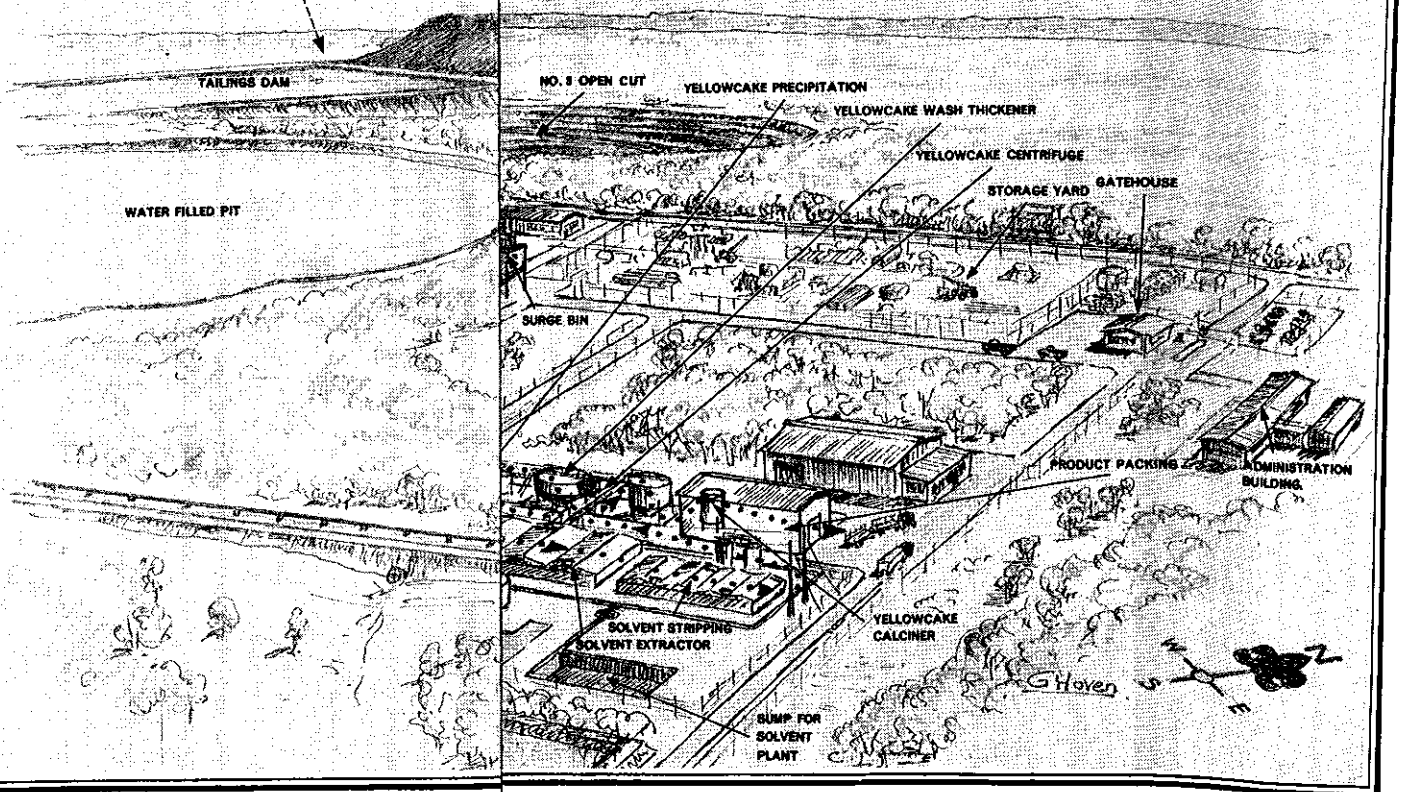 TAILINGS DAM
NO. 3 OPEN CUT
YELLOWCAKE PRECIPITATION
YELLOWCAKE WASH THICKENER
YELLOWCAKE CENTRIFUGE
STORAGE YARD
GATEHOUSE
WATER FILLED PIT
SURGE BIN
PRODUCT PACKING
ADMINISTRATION
BUILDING.
SOLVENT STRIPPING
SOLVENT EXTRACTOR
YELLOWCAKE
CALCINER
G Hoven
N
W
S
E
SUMP FOR
SOLVENT
PLANT